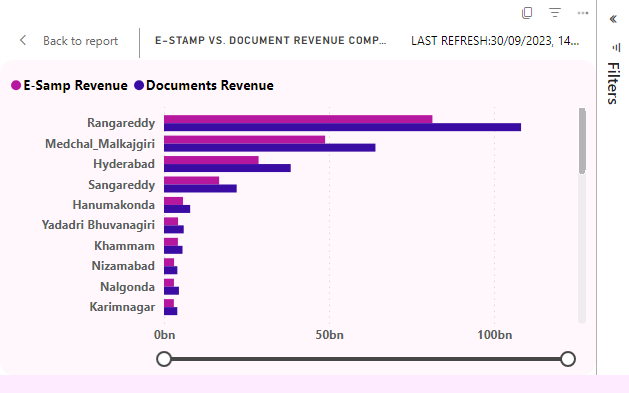 Back to report
E-STAMP VS. DOCUMENT REVENUE COMP...
LAST REFRESH:30/09/2023, 14...
Filters
E-Samp Revenue
Documents Revenue
Rangareddy
Medchal_Malkajgiri
Hyderabad
Sangareddy
Hanumakonda
Yadadri Bhuvanagiri
Khammam
Nizamabad
Nalgonda
Karimnagar
0bn 50bn 100bn